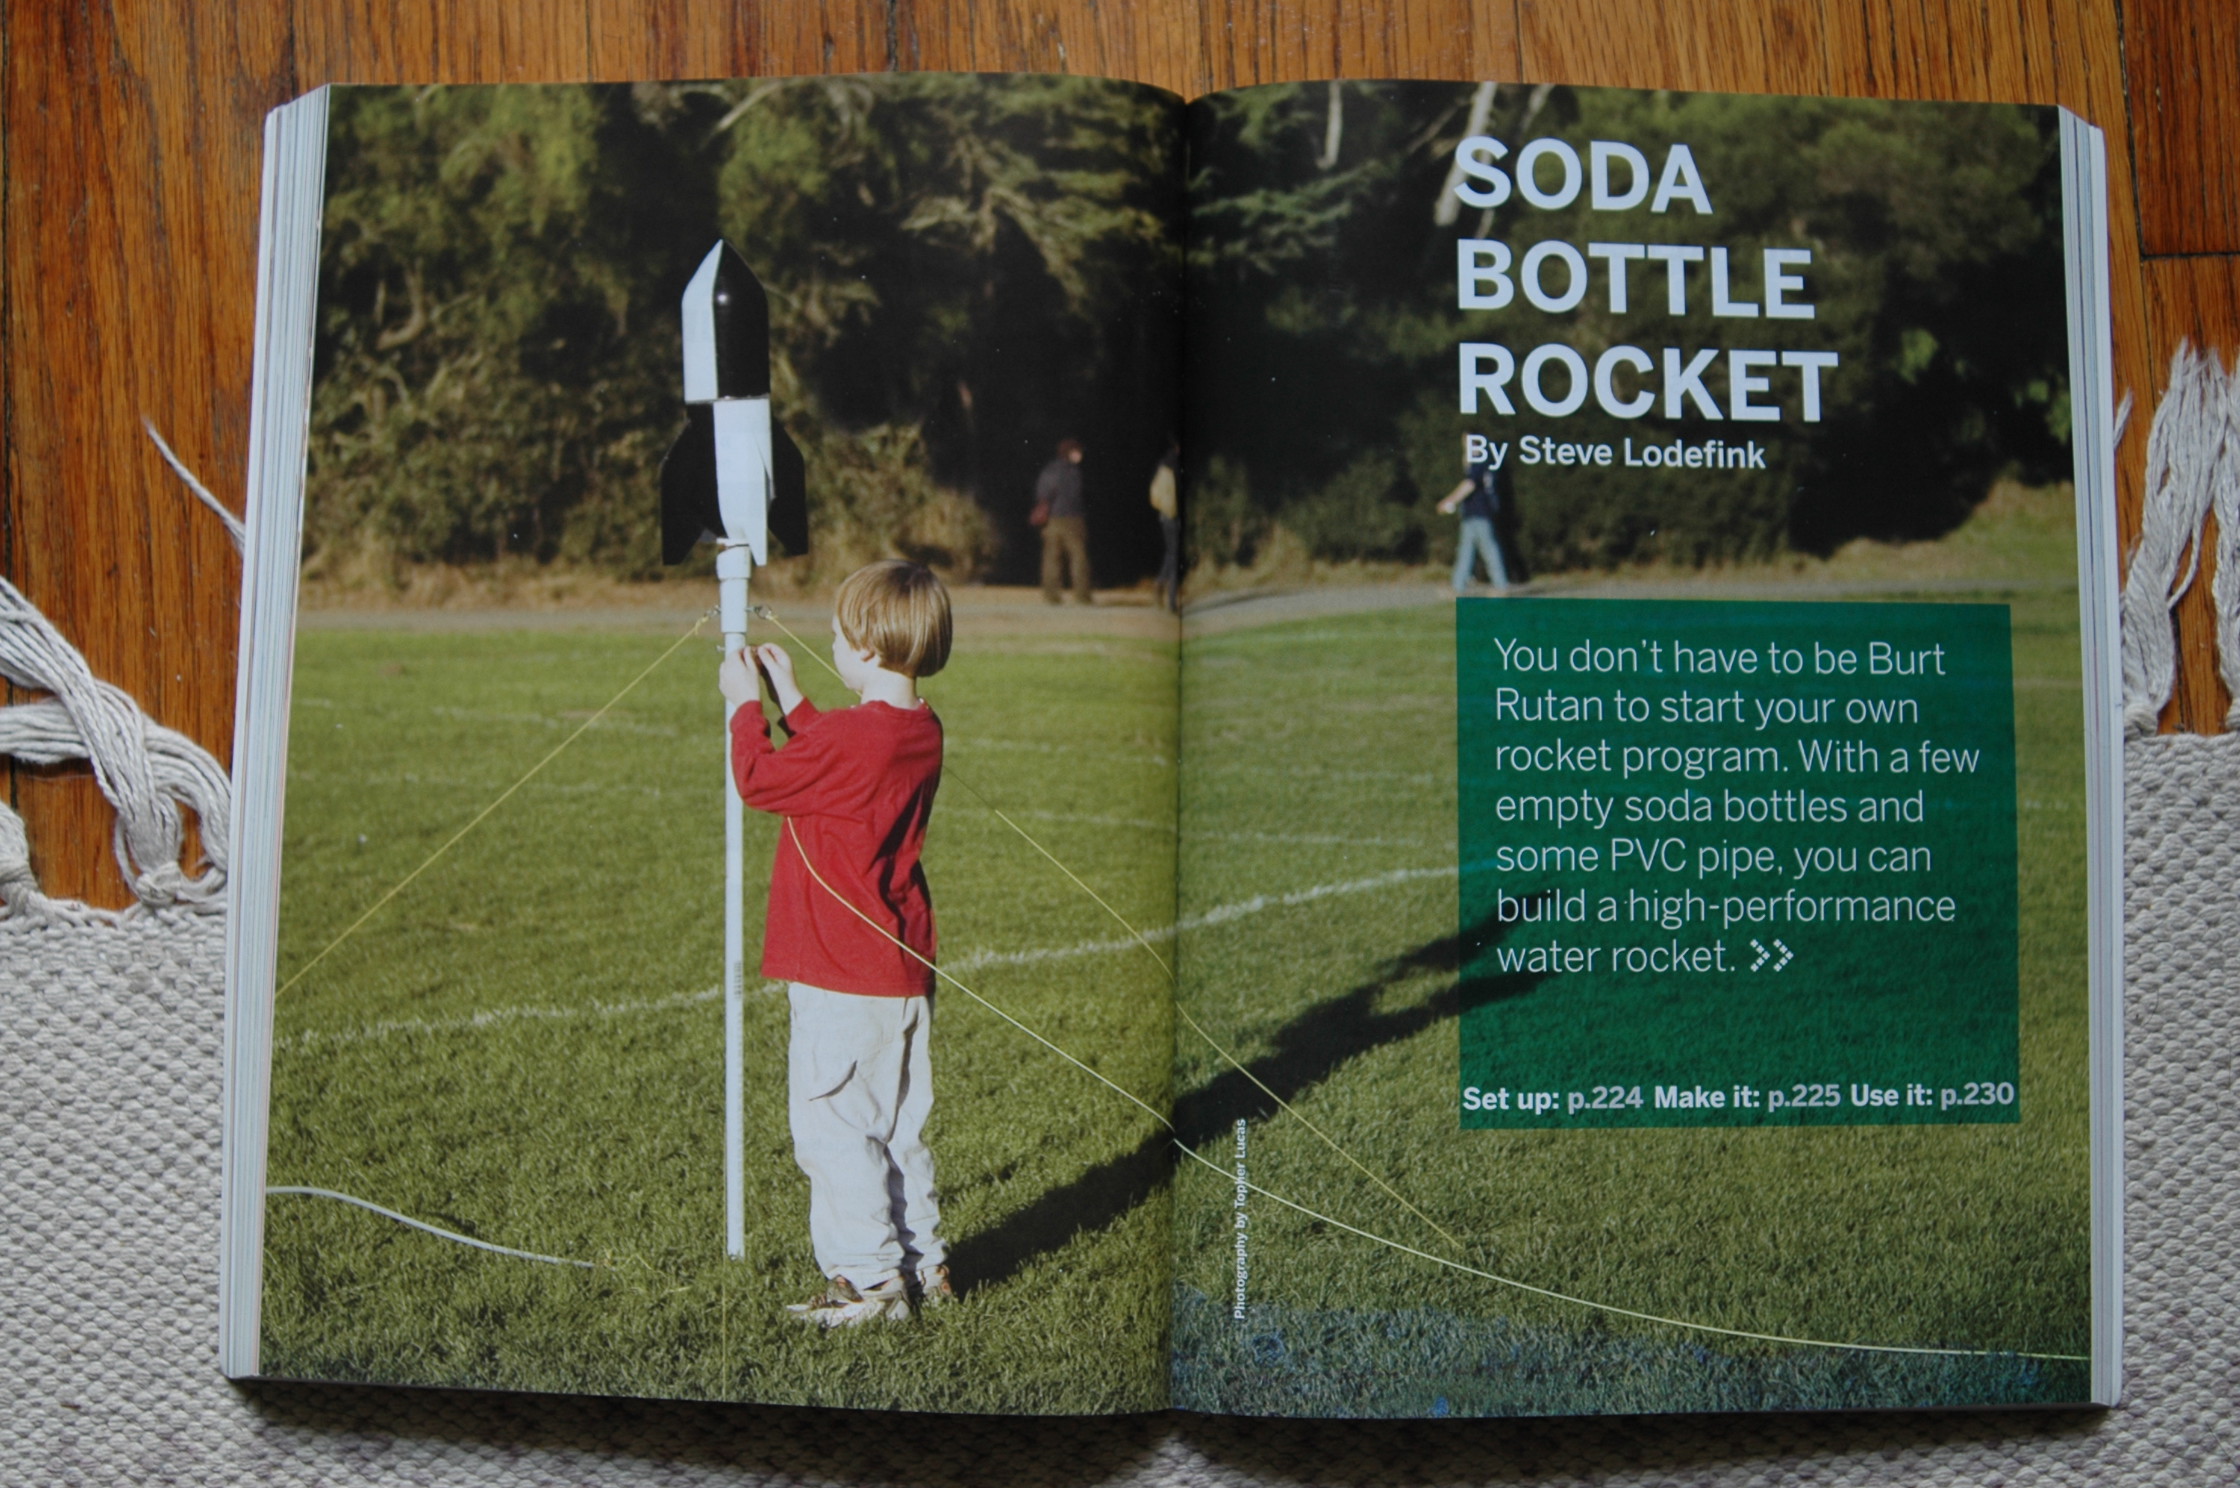 SODA
BOTTLE
ROCKET
By Steve Lodefink
You don't have to be Burt
Rutan to start your own
rocket program. With a few
empty soda bottles and
some PVC pipe, you can
build a high-performance
water rocket.
Set up: p.224 Make it: p.225 Use it: p.230
Photography by Topher Lucas